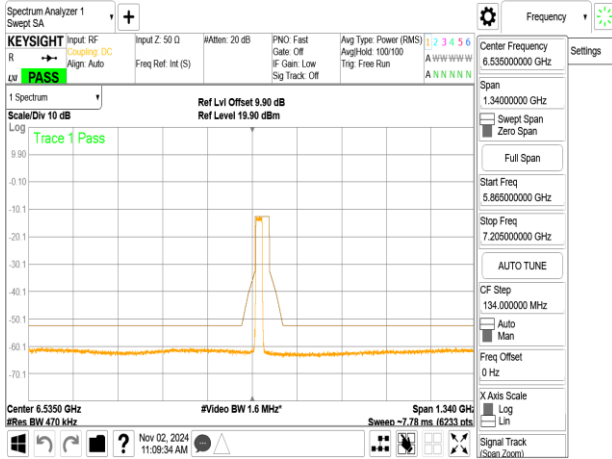 Spectrum Analyzer 1
Swept SA
Frequency
KEYSIGHT
R
LXI
PASS
Input: RF
Coupling: DC
Align: Auto
Input Z: 50 Ω
Freq Ref: Int (S)
#Atten: 20 dB
PNO: Fast
Gate: Off
IF Gain: Low
Sig Track: Off
Avg Type: Power (RMS)
Avg|Hold: 100/100
Trig: Free Run
1 2 3 4 5 6
A W W W W W
A N N N N N
1 Spectrum
Scale/Div 10 dB
Log
Ref Lvl Offset 9.90 dB
Ref Level 19.90 dBm
Trace 1 Pass
9.90
-0.10
-10.1
-20.1
-30.1
-40.1
-50.1
-60.1
-70.1
Center 6.5350 GHz
#Res BW 470 kHz
#Video BW 1.6 MHz*
Span 1.340 GHz
Sweep ~7.78 ms (6233 pts)
Nov 02, 2024
11:09:34 AM
Center Frequency
6.535000000 GHz
Settings
Span
1.34000000 GHz
Swept Span
Zero Span
Full Span
Start Freq
5.865000000 GHz
Stop Freq
7.205000000 GHz
AUTO TUNE
CF Step
134.000000 MHz
Auto
Man
Freq Offset
0 Hz
X Axis Scale
Log
Lin
Signal Track
(Span Zoom)